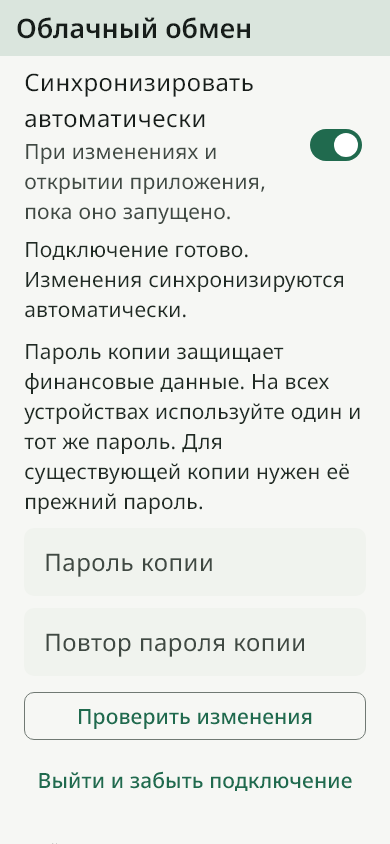 Облачный обмен
Синхронизировать
автоматически
При изменениях и
открытии приложения,
пока оно запущено.
Подключение готово.
Изменения синхронизируются
автоматически.
Пароль копии защищает
финансовые данные. На всех
устройствах используйте один и
тот же пароль. Для
существующей копии нужен её
прежний пароль.
Пароль копии
Повтор пароля копии
Проверить изменения
Выйти и забыть подключение